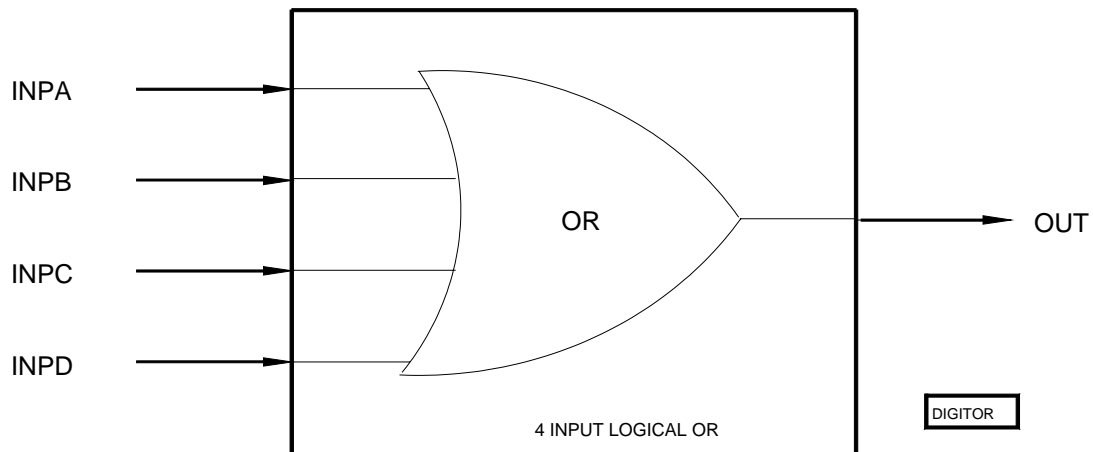 INPA
INPB
INPC
INPD
OR
OUT
4 INPUT LOGICAL OR
DIGITOR